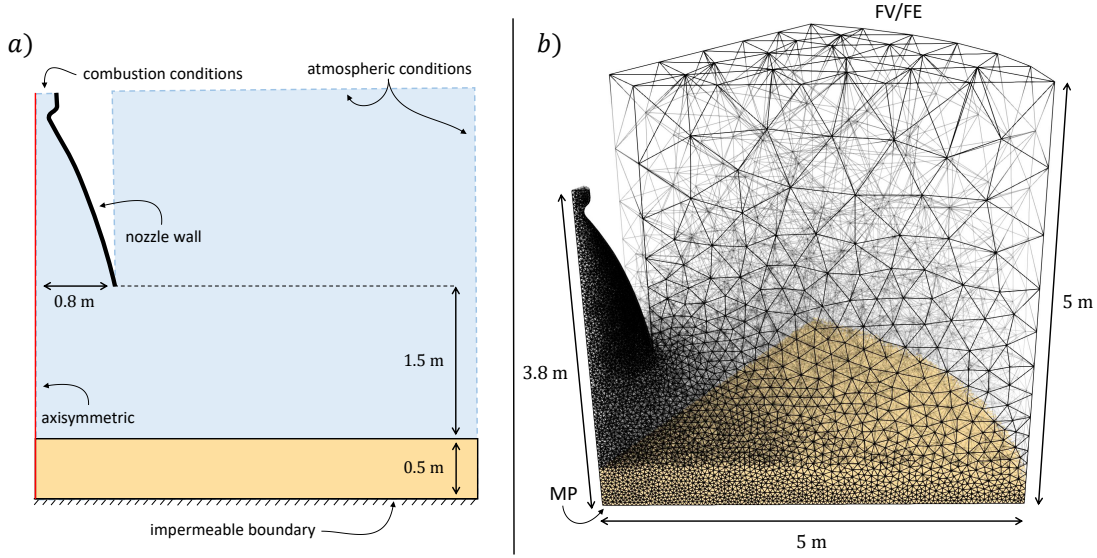 a)
combustion conditions
atmospheric conditions
nozzle wall
0.8 m
1.5 m
axisymmetric
0.5 m
impermeable boundary
b)
FV/FE
5 m
3.8 m
MP
5 m